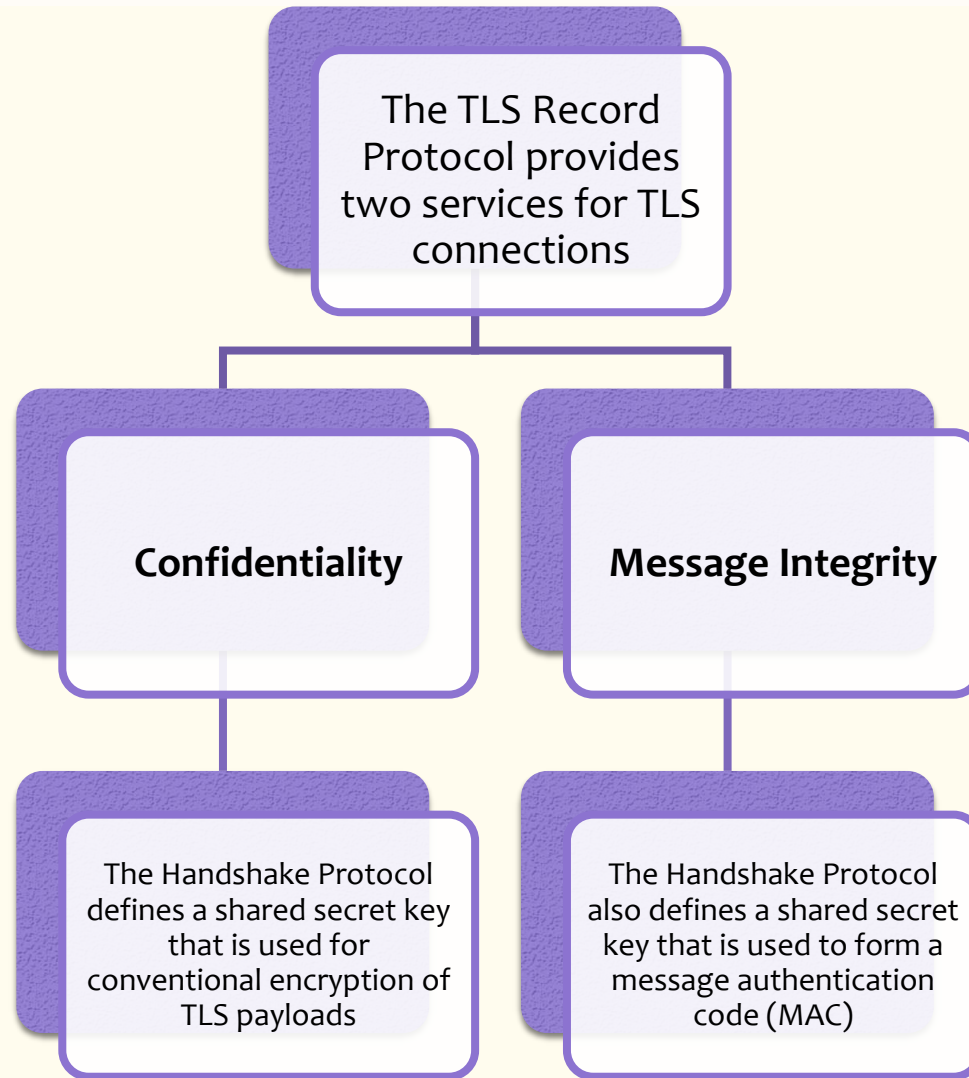 The TLS Record
Protocol provides
two services for TLS
connections
Confidentiality
Message Integrity
The Handshake Protocol
defines a shared secret key
that is used for
conventional encryption of
TLS payloads
The Handshake Protocol
also defines a shared secret
key that is used to form a
message authentication
code (MAC)